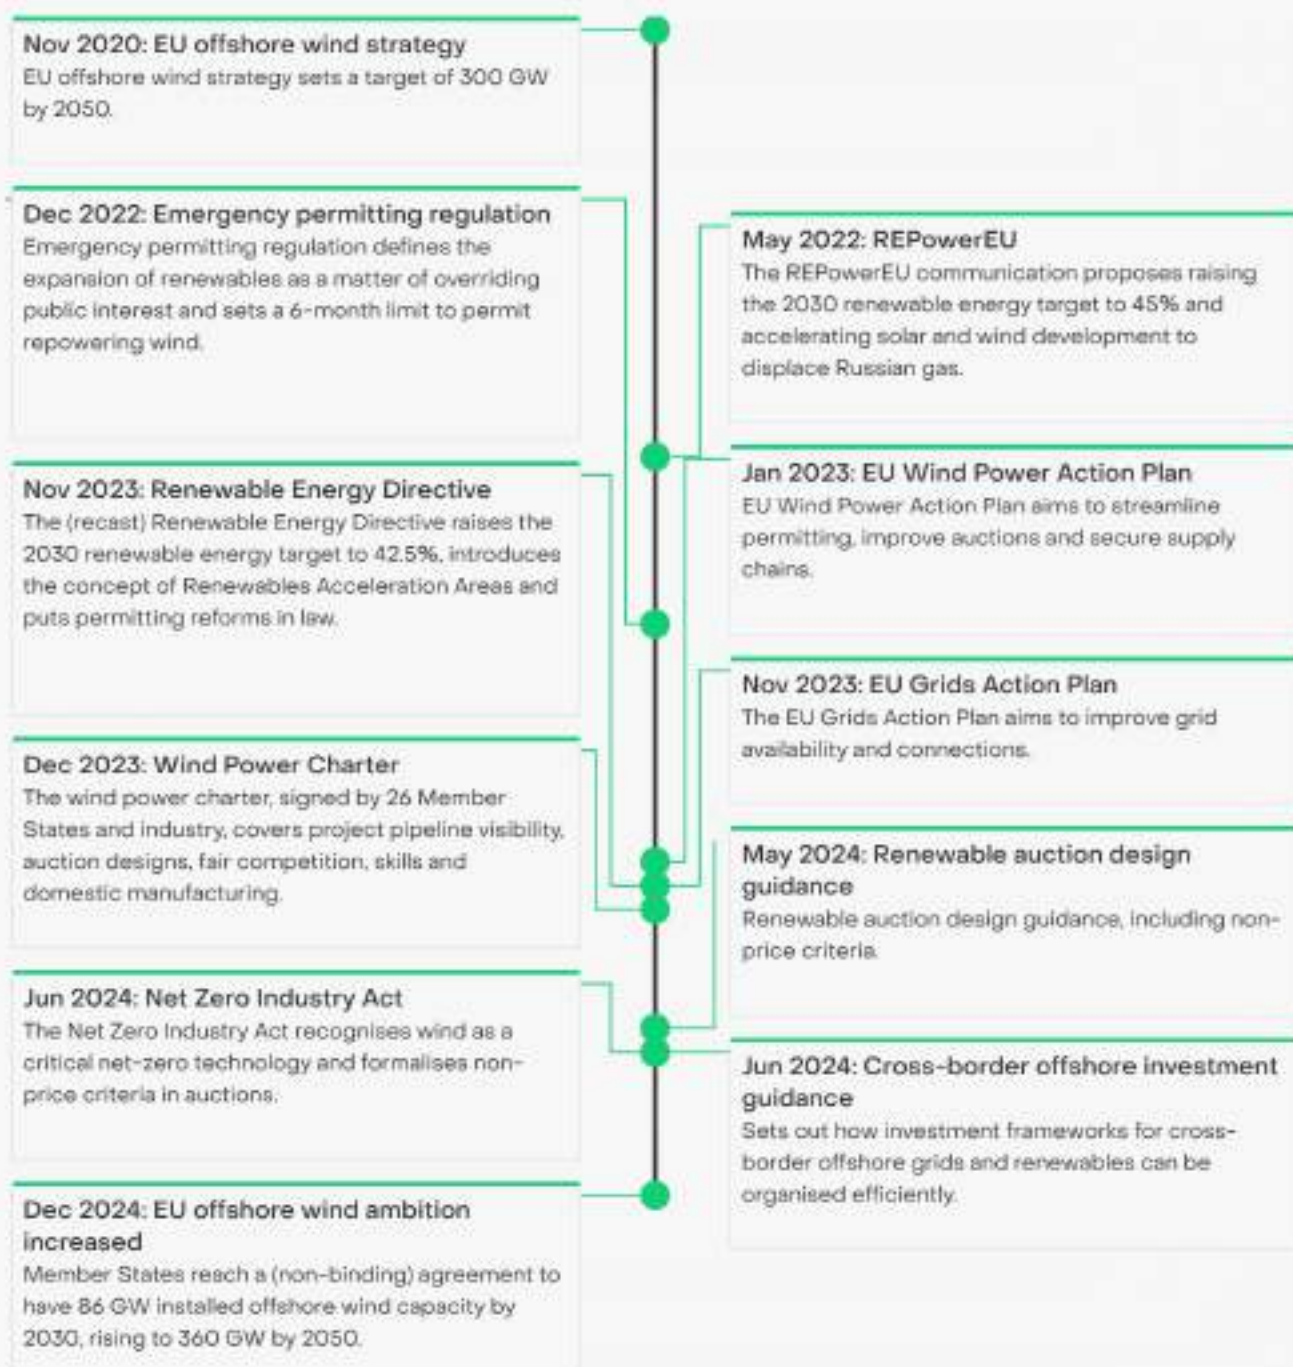 Nov 2020: EU offshore wind strategy
EU offshore wind strategy sets a target of 300 GW
by 2050.
Dec 2022: Emergency permitting regulation
Emergency permitting regulation defines the
expansion of renewables as a matter of overriding
public interest and sets a 6-month limit to permit
repowering wind.
Nov 2023: Renewable Energy Directive
The (recast) Renewable Energy Directive raises the
2030 renewable energy target to 42.5%, introduces
the concept of Renewables Acceleration Areas and
puts permitting reforms in law.
Dec 2023: Wind Power Charter
The wind power charter, signed by 26 Member
States and industry, covers project pipeline visibility,
auction designs, fair competition, skills and
domestic manufacturing.
Jun 2024: Net Zero Industry Act
The Net Zero Industry Act recognises wind as a
critical net-zero technology and formalises non-
price criteria in auctions.
Dec 2024: EU offshore wind ambition
increased
Member States reach a (non-binding) agreement to
have 86 GW installed offshore wind capacity by
2030, rising to 360 GW by 2050.
May 2022: REPowerEU
The REPowerEU communication proposes raising
the 2030 renewable energy target to 45% and
accelerating solar and wind development to
displace Russian gas.
Jan 2023: EU Wind Power Action Plan
EU Wind Power Action Plan aims to streamline
permitting, improve auctions and secure supply
chains.
Nov 2023: EU Grids Action Plan
The EU Grids Action Plan aims to improve grid
availability and connections.
May 2024: Renewable auction design
guidance
Renewable auction design guidance, including non-
price criteria.
Jun 2024: Cross-border offshore investment
guidance
Sets out how investment frameworks for cross-
border offshore grids and renewables can be
organised efficiently.